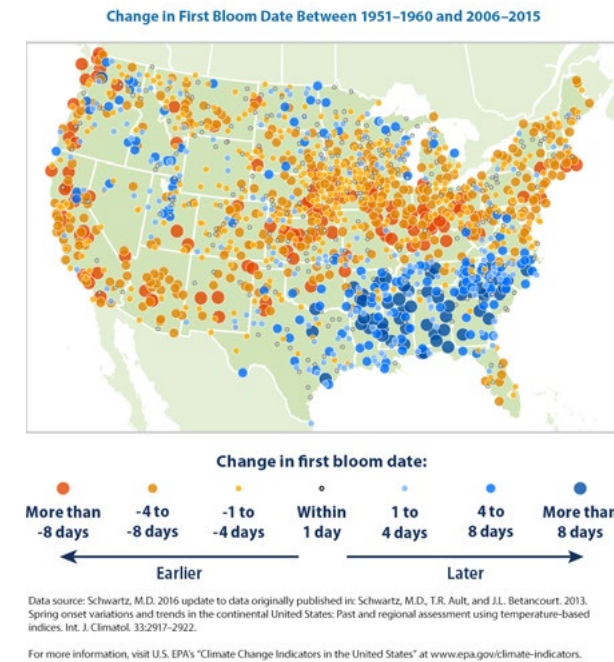 Change in First Bloom Date Between 1951–1960 and 2006–2015
Change in first bloom date:
More than -8 days
-4 to -8 days
-1 to -4 days
Within 1 day
1 to 4 days
4 to 8 days
More than 8 days
Earlier
Later
Data source: Schwartz, M.D. 2016 update to data originally published in: Schwartz, M.D., T.R. Ault, and J.L. Betancourt. 2013.
Spring onset variations and trends in the continental United States: Past and regional assessment using temperature-based
indices. Int. J. Climatol. 33:2917–2922.
For more information, visit U.S. EPA's "Climate Change Indicators in the United States" at www.epa.gov/climate-indicators.